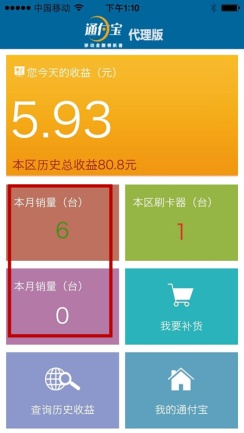 中国移动 下午1:10
通付宝 代理版
移动金融领航者
您今天的收益（元）
5.93
本区历史总收益80.8元
本月销量（台）
6
本区刷卡器（台）
1
本月销量（台）
0
我要补货
查询历史收益
我的通付宝